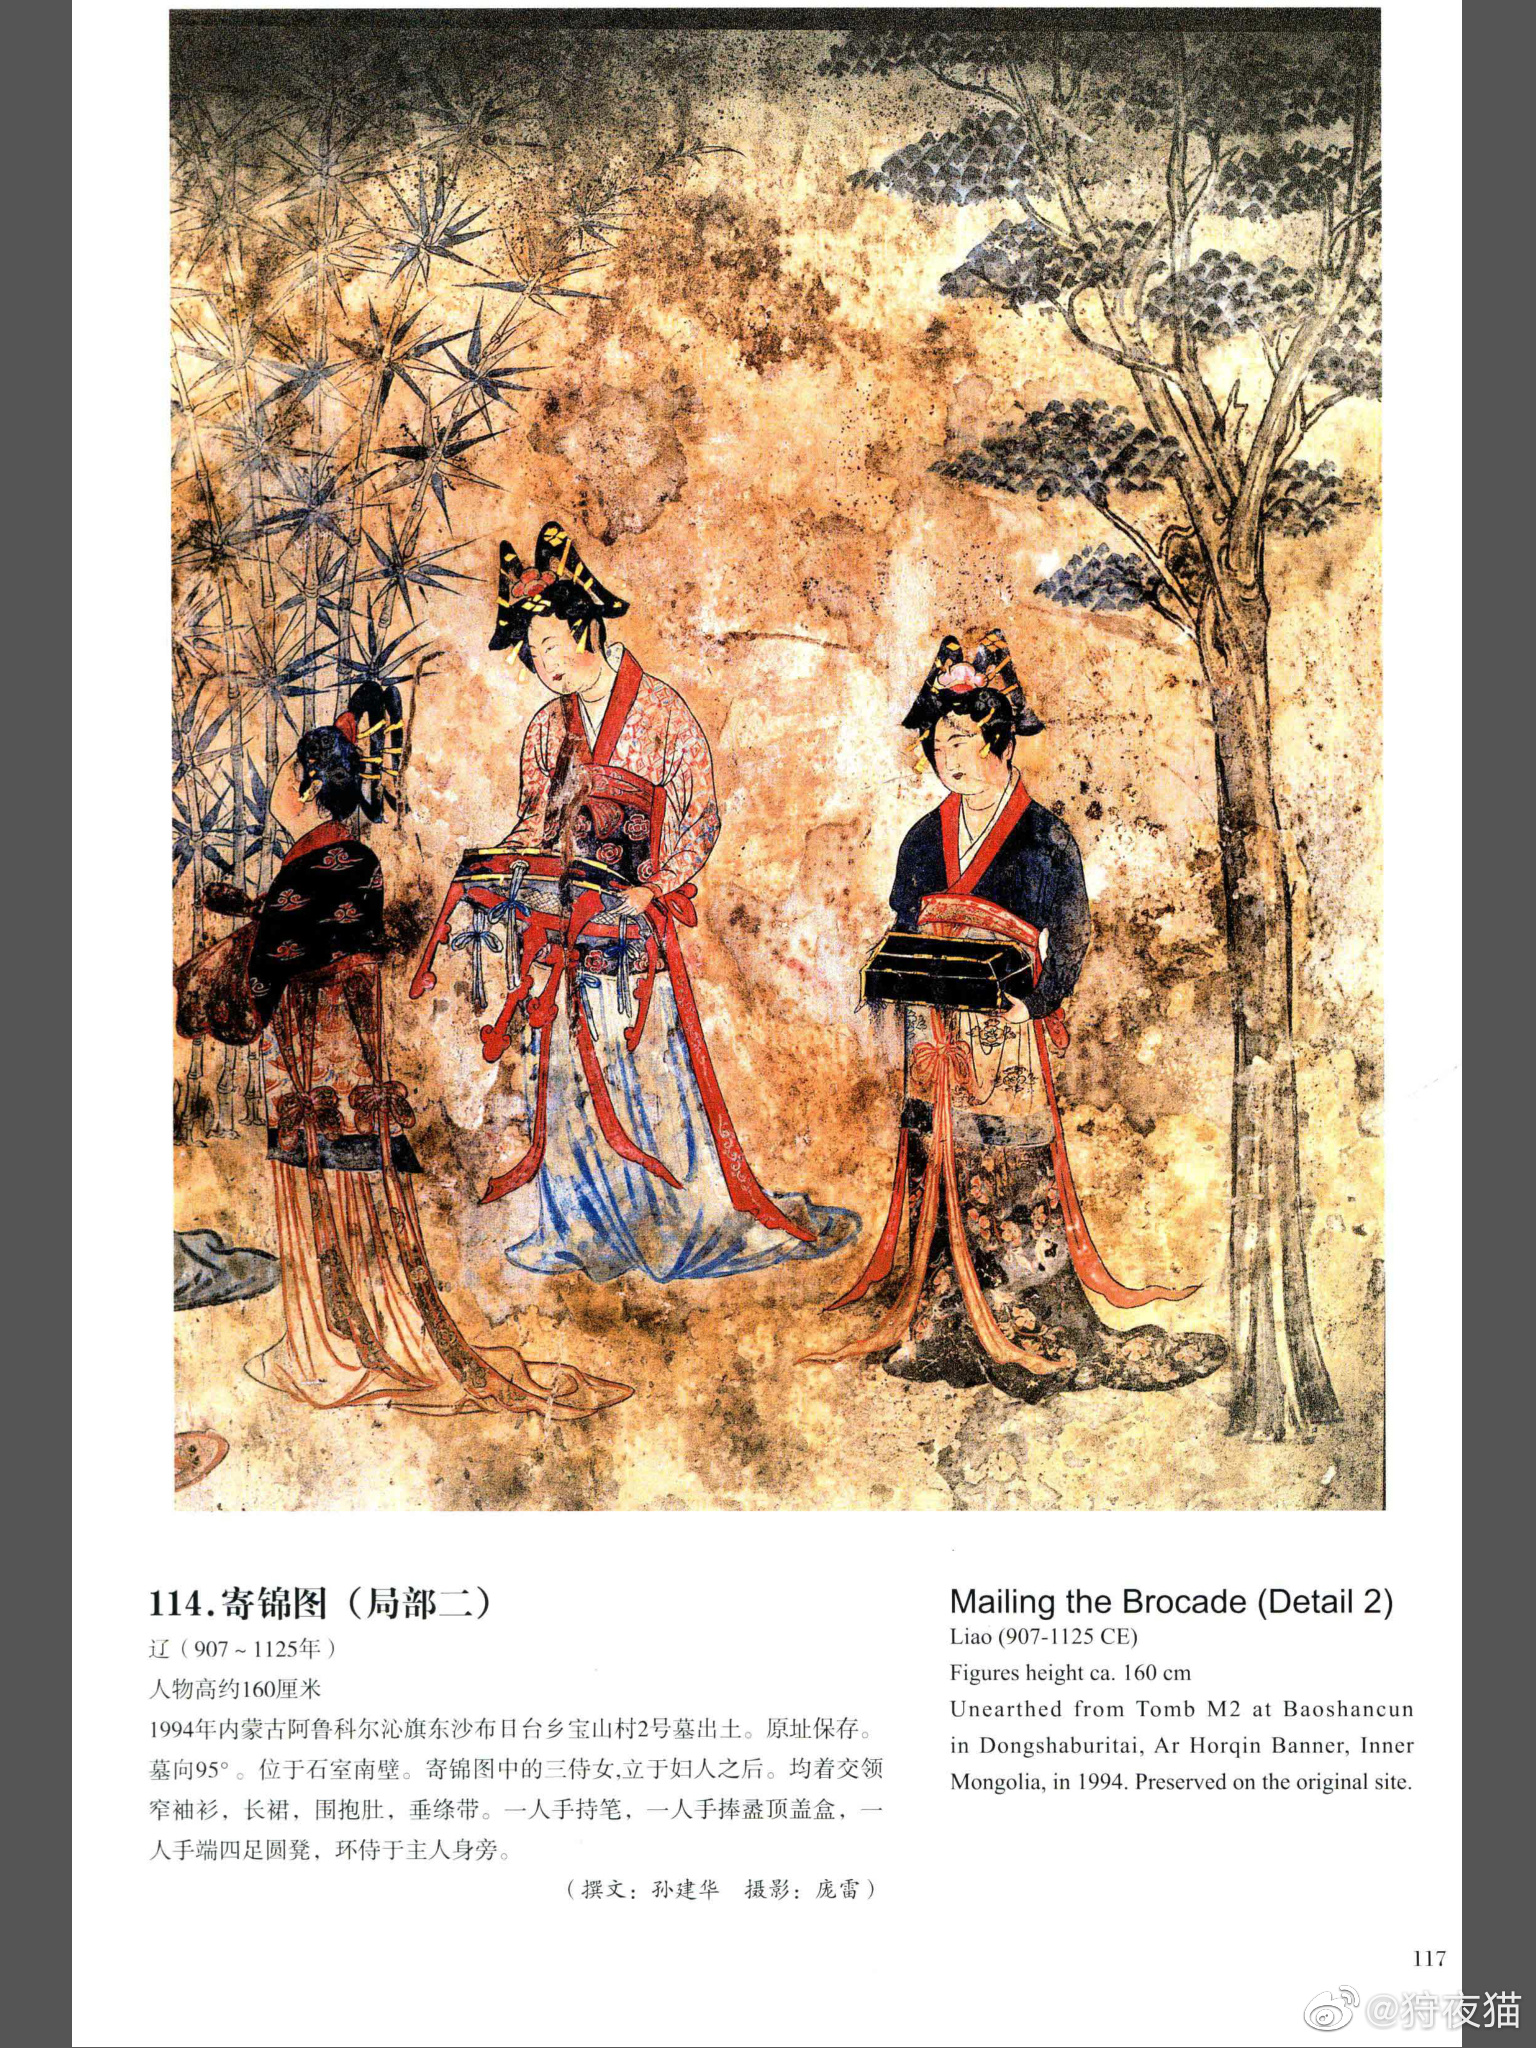 114.寄锦图（局部二）
辽（907～1125年）
人物高约160厘米
1994年内蒙古阿鲁科尔沁旗东沙布日台乡宝山村2号墓出土。原址保存。
墓向95°。位于石室南壁。寄锦图中的三侍女,立于妇人之后。均着交领
窄袖衫，长裙，围抱肚，垂绦带。一人手持笔，一人手捧盝顶盖盒，一
人手端四足圆凳，环侍于主人身旁。
（撰文：孙建华　摄影：庞雷）
Mailing the Brocade (Detail 2)
Liao (907-1125 CE)
Figures height ca. 160 cm
Unearthed from Tomb M2 at Baoshancun
in Dongshaburitai, Ar Horqin Banner, Inner
Mongolia, in 1994. Preserved on the original site.
117
@狩夜猫